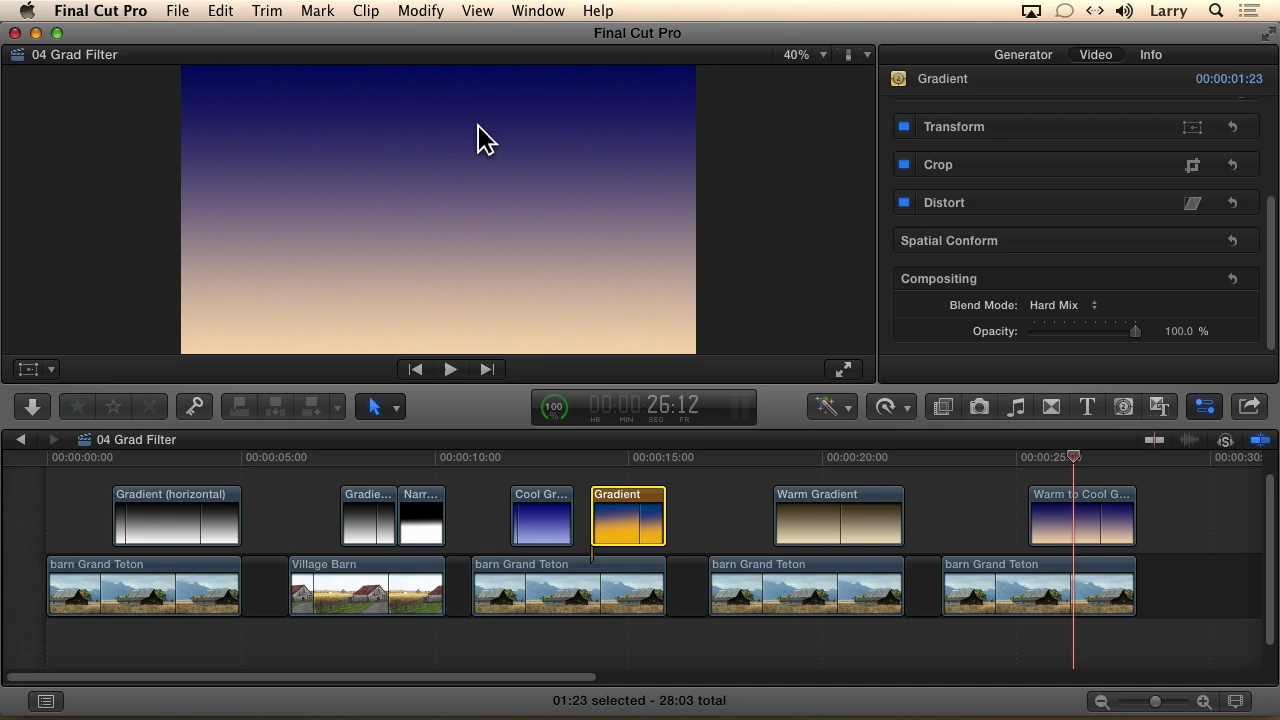 Final Cut Pro File Edit Trim Mark Clip Modify View Window Help Larry
Final Cut Pro
04 Grad Filter 40% Generator Video Info
Gradient 00:00:01:23
Transform
Crop
Distort
Spatial Conform
Compositing
Blend Mode: Hard Mix
Opacity: 100.0 %
100 % 00:00:26:12
HR MIN SEC FR
04 Grad Filter
00:00:00:00 00:00:05:00 00:00:10:00 00:00:15:00 00:00:20:00 00:00:25: 00:00:30:
Gradient (horizontal) Gradie... Narr... Cool Gr... Gradient Warm Gradient Warm to Cool G...
barn Grand Teton Village Barn barn Grand Teton barn Grand Teton barn Grand Teton
01:23 selected - 28:03 total